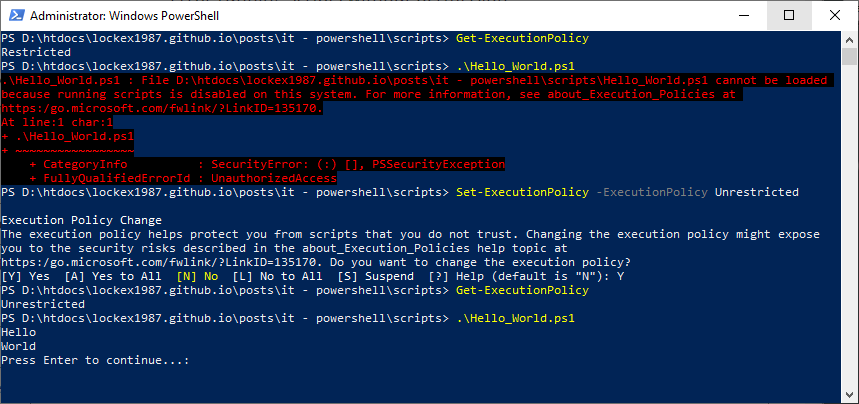 Administrator: Windows PowerShell
PS D:\htdocs\lockex1987.github.io\posts\it - powershell\scripts> Get-ExecutionPolicy
Restricted
PS D:\htdocs\lockex1987.github.io\posts\it - powershell\scripts> .\Hello_World.ps1
.\Hello_World.ps1 : File D:\htdocs\lockex1987.github.io\posts\it - powershell\scripts\Hello_World.ps1 cannot be loaded
because running scripts is disabled on this system. For more information, see about_Execution_Policies at
https:/go.microsoft.com/fwlink/?LinkID=135170.
At line:1 char:1
+ .\Hello_World.ps1
+ ~~~~~~~~~~~~~~~~~
    + CategoryInfo          : SecurityError: (:) [], PSSecurityException
    + FullyQualifiedErrorId : UnauthorizedAccess
PS D:\htdocs\lockex1987.github.io\posts\it - powershell\scripts> Set-ExecutionPolicy -ExecutionPolicy Unrestricted
Execution Policy Change
The execution policy helps protect you from scripts that you do not trust. Changing the execution policy might expose
you to the security risks described in the about_Execution_Policies help topic at
https:/go.microsoft.com/fwlink/?LinkID=135170. Do you want to change the execution policy?
[Y] Yes  [A] Yes to All  [N] No  [L] No to All  [S] Suspend  [?] Help (default is "N"): Y
PS D:\htdocs\lockex1987.github.io\posts\it - powershell\scripts> Get-ExecutionPolicy
Unrestricted
PS D:\htdocs\lockex1987.github.io\posts\it - powershell\scripts> .\Hello_World.ps1
Hello
World
Press Enter to continue...: